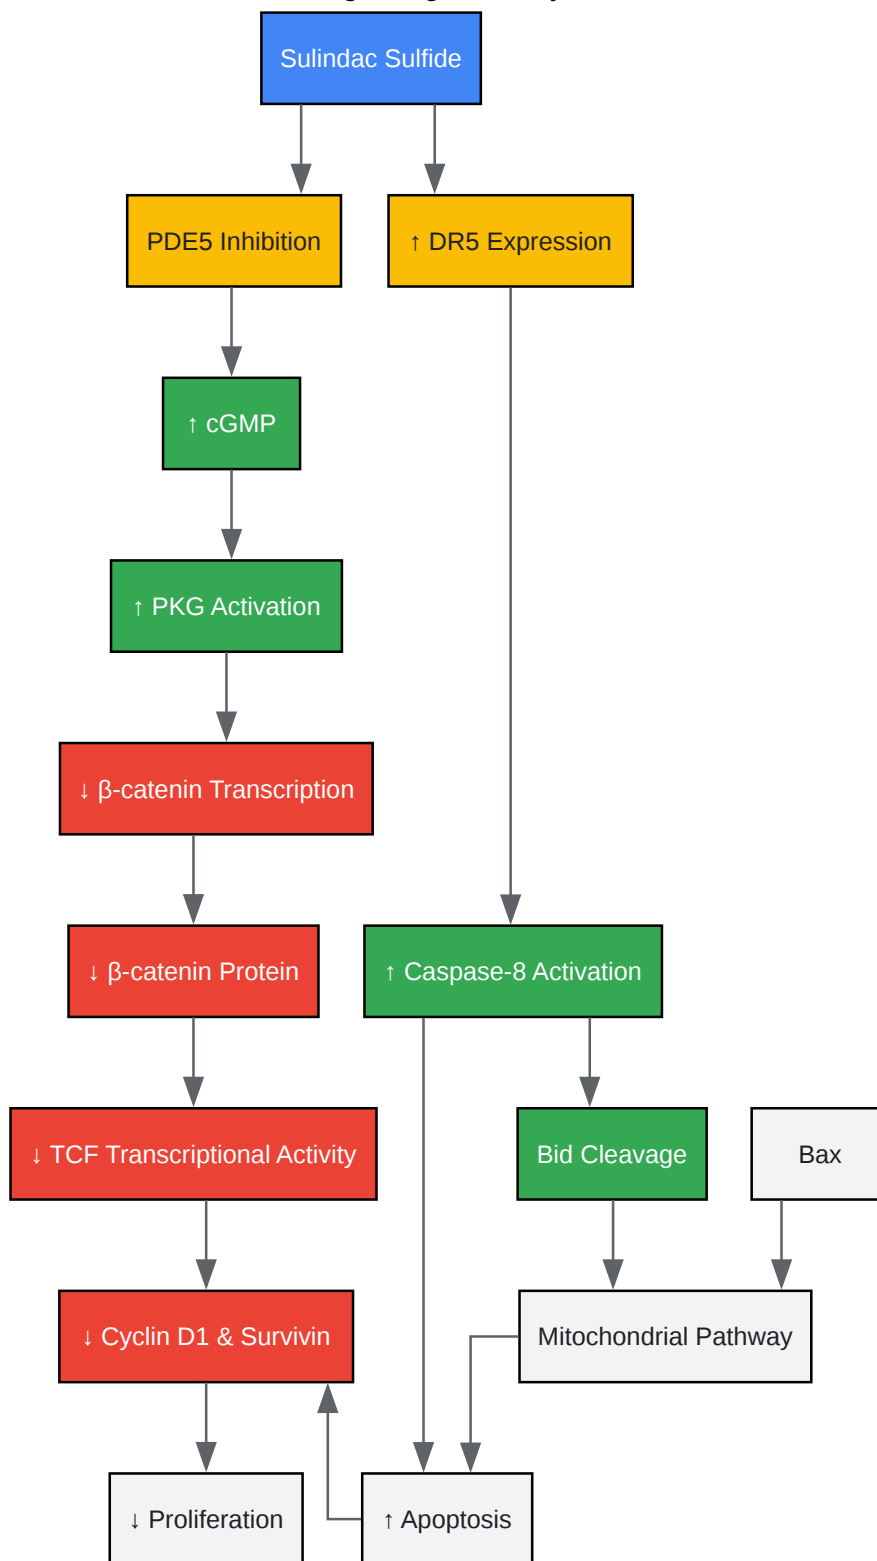 Sulindac Sulfide
PDE5 Inhibition
↑ DR5 Expression
↑ cGMP
↑ PKG Activation
↓ β-catenin Transcription
↓ β-catenin Protein
↑ Caspase-8 Activation
↓ TCF Transcriptional Activity
Bid Cleavage
Bax
↓ Cyclin D1 & Survivin
Mitochondrial Pathway
↓ Proliferation
↑ Apoptosis